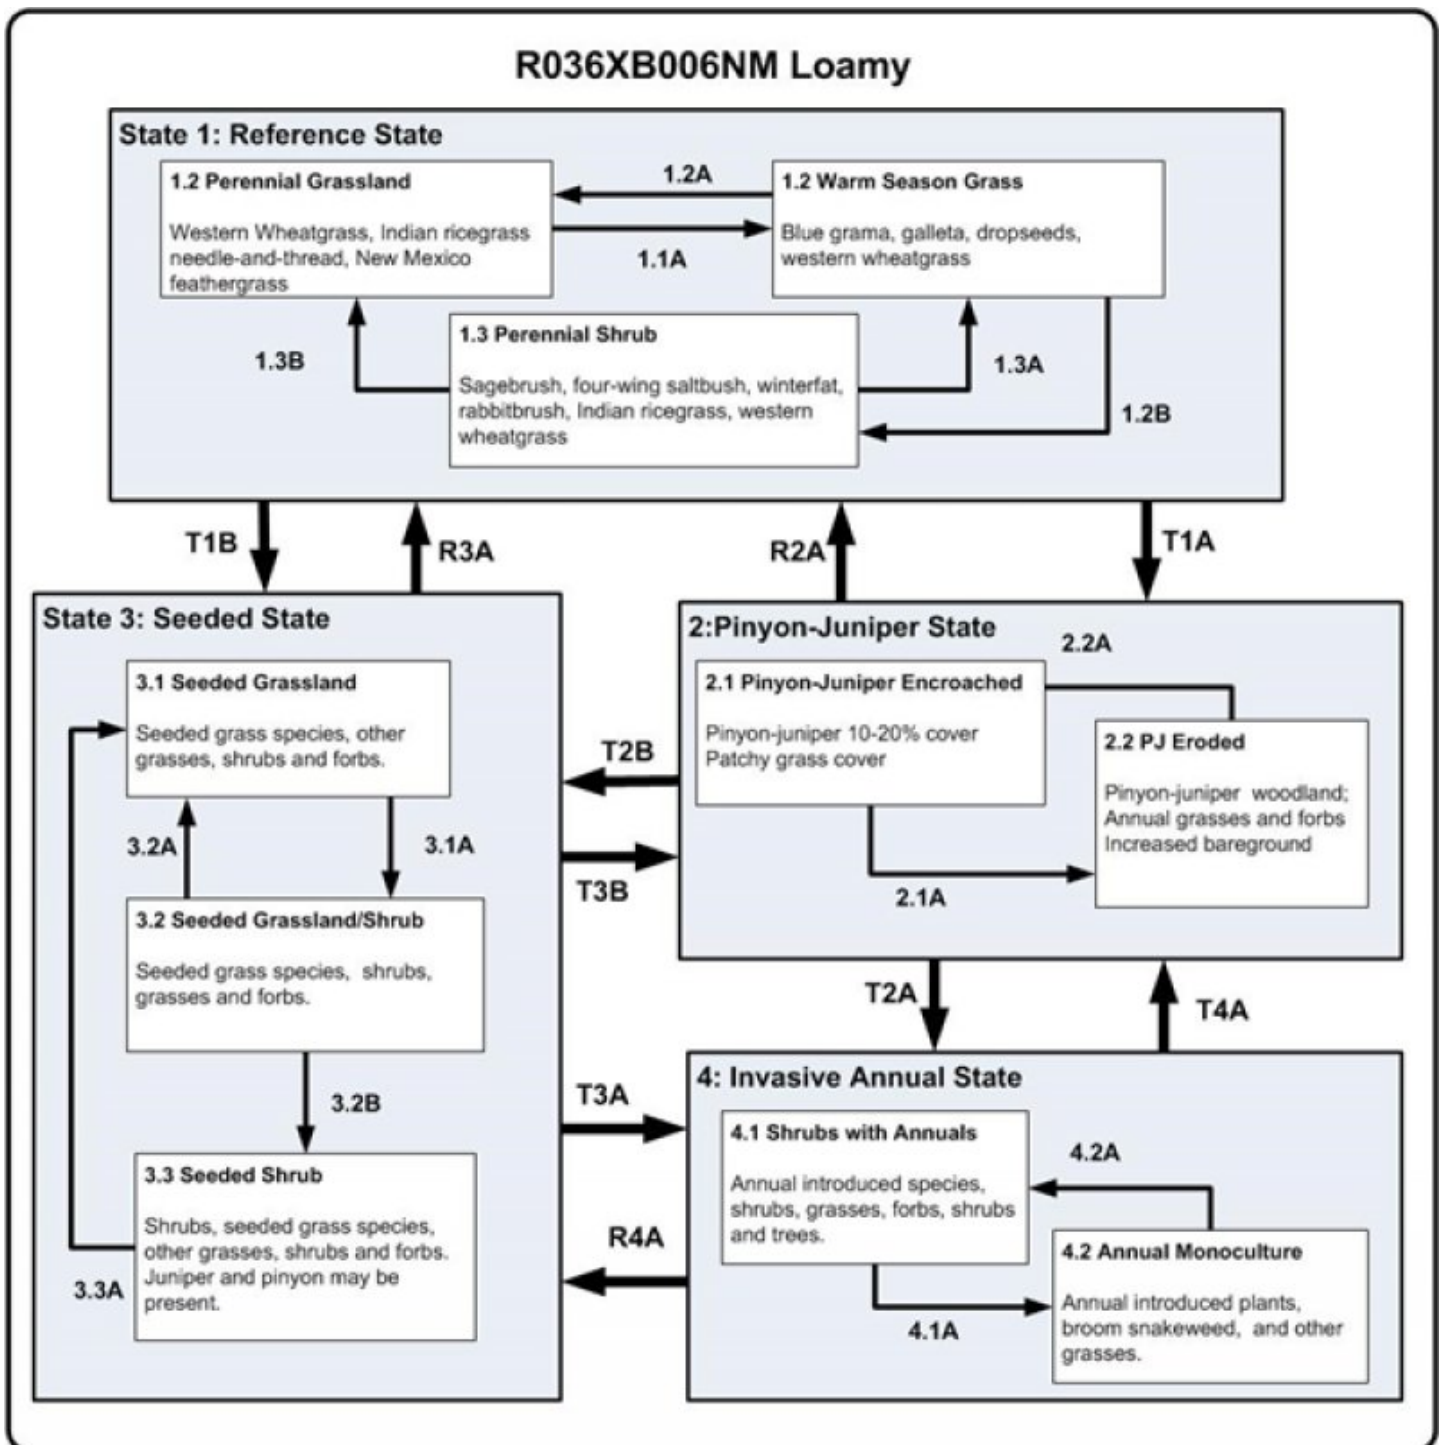 R036XB006NM Loamy
State 1: Reference State
1.2 Perennial Grassland
Western Wheatgrass, Indian ricegrass
needle-and-thread, New Mexico
feathergrass
1.2A
1.1A
1.2 Warm Season Grass
Blue grama, galleta, dropseeds,
western wheatgrass
1.3 Perennial Shrub
Sagebrush, four-wing saltbush, winterfat,
rabbitbrush, Indian ricegrass, western
wheatgrass
1.3B
1.3A
1.2B
T1B
R3A
R2A
T1A
State 3: Seeded State
3.1 Seeded Grassland
Seeded grass species, other
grasses, shrubs and forbs.
3.2A
3.1A
3.2 Seeded Grassland/Shrub
Seeded grass species, shrubs,
grasses and forbs.
3.2B
3.3 Seeded Shrub
Shrubs, seeded grass species,
other grasses, shrubs and forbs.
Juniper and pinyon may be
present.
3.3A
T2B
T3B
T3A
R4A
2:Pinyon-Juniper State
2.2A
2.1 Pinyon-Juniper Encroached
Pinyon-juniper 10-20% cover
Patchy grass cover
2.2 PJ Eroded
Pinyon-juniper woodland;
Annual grasses and forbs
Increased bareground
2.1A
T2A
T4A
4: Invasive Annual State
4.1 Shrubs with Annuals
Annual introduced species,
shrubs, grasses, forbs, shrubs
and trees.
4.2A
4.1A
4.2 Annual Monoculture
Annual introduced plants,
broom snakeweed, and other
grasses.